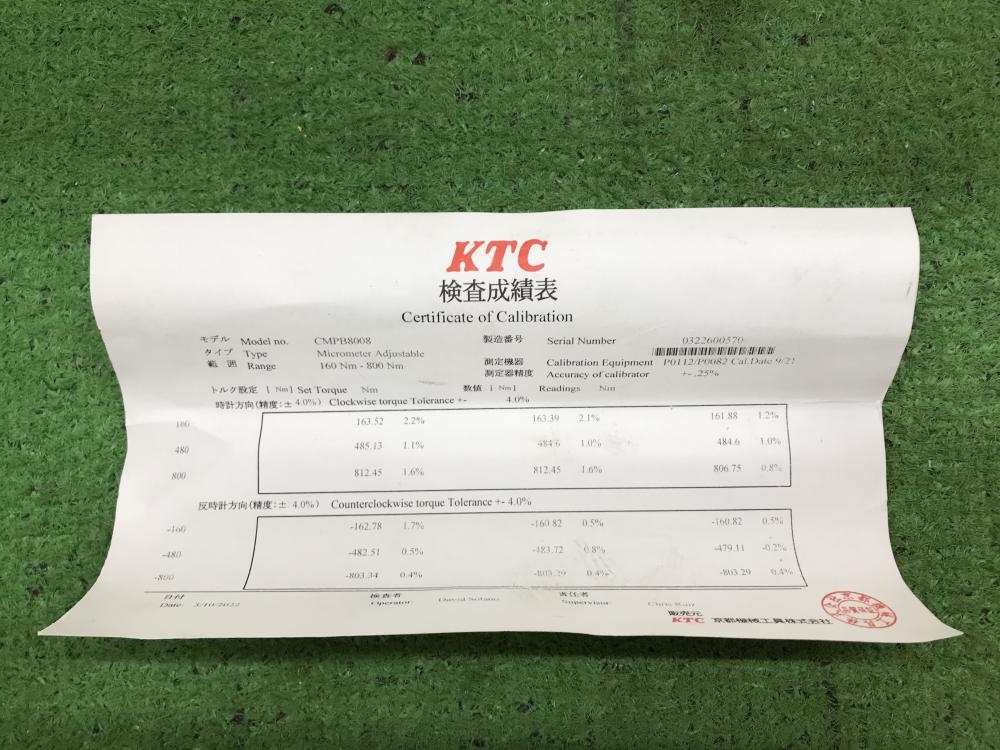 KTC
検査成績表
Certificate of Calibration
モデル Model no. CMPB8008 製造番号 Serial Number 0322600570
タイプ Type Micrometer Adjustable
範囲 Range 160 Nm - 800 Nm 測定機器 Calibration Equipment P0112/P0082 Cal.Date 9/21
測定器精度 Accuracy of calibrator +- .25%
トルク設定 [ Nm] Set Torque Nm 数値 [ Nm] Readings Nm
時計方向(精度:± 4.0%) Clockwise torque Tolerance +- 4.0%
160 163.52 2.2% 163.39 2.1% 161.88 1.2%
480 485.13 1.1% 484.6 1.0% 484.6 1.0%
800 812.45 1.6% 812.45 1.6% 806.75 0.8%
反時計方向(精度:± 4.0%) Counterclockwise torque Tolerance +- 4.0%
-160 -162.78 1.7% -160.82 0.5% -160.82 0.5%
-480 -482.51 0.5% -483.72 0.8% -479.11 -0.2%
-800 -803.34 0.4% -803.29 0.4% -803.29 0.4%
日付 検査者 責任者
Date: 3/10/2022 Operator: David Solano Supervisor: Chris Ruiz
販売元
KTC 京都機械工具株式会社